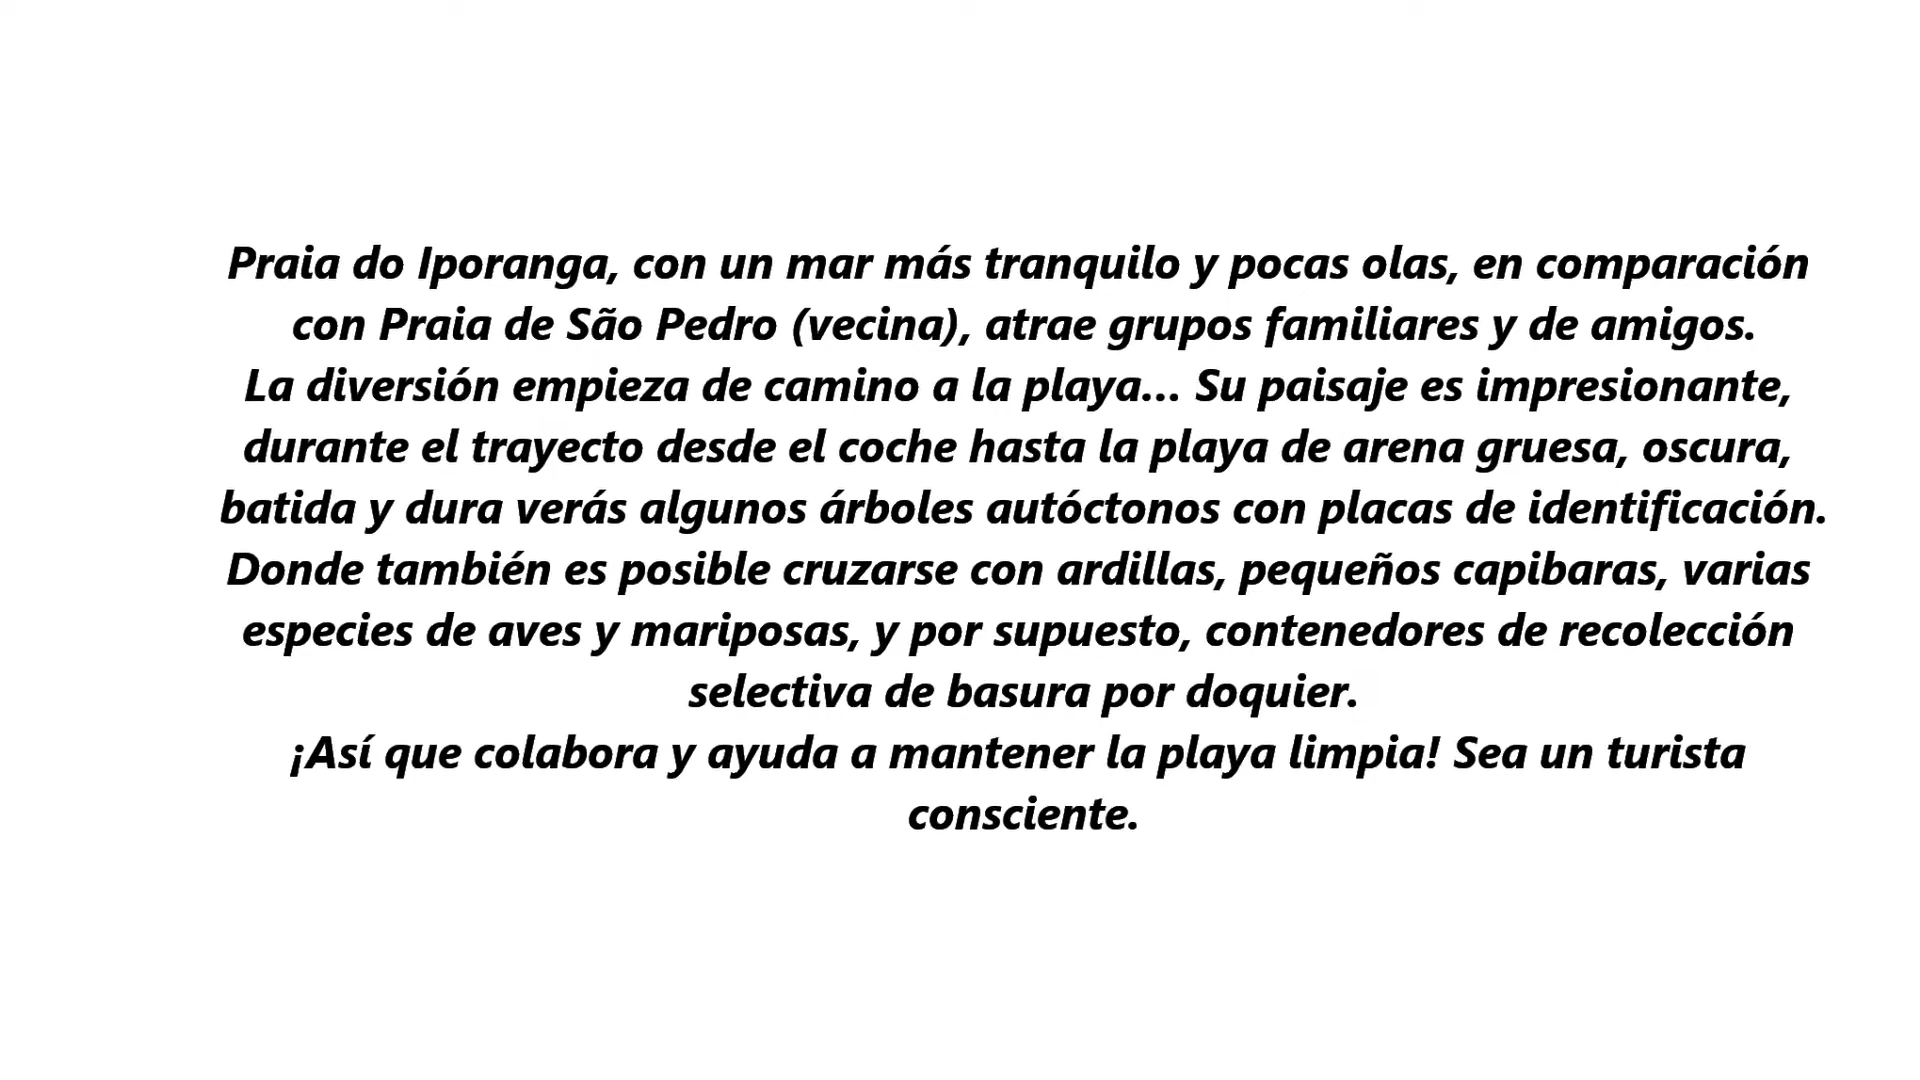 Praia do Iporanga, con un mar más tranquilo y pocas olas, en comparación
con Praia de São Pedro (vecina), atrae grupos familiares y de amigos.
La diversión empieza de camino a la playa... Su paisaje es impresionante,
durante el trayecto desde el coche hasta la playa de arena gruesa, oscura,
batida y dura verás algunos árboles autóctonos con placas de identificación.
Donde también es posible cruzarse con ardillas, pequeños capibaras, varias
especies de aves y mariposas, y por supuesto, contenedores de recolección
selectiva de basura por doquier.
¡Así que colabora y ayuda a mantener la playa limpia! Sea un turista
consciente.